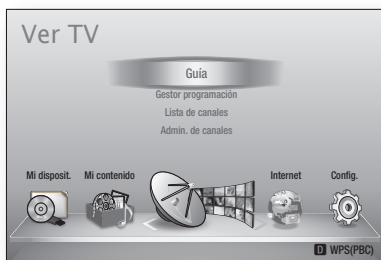 Ver TV
Guía
Gestor programación
Lista de canales
Admin. de canales
Mi disposit. Mi contenido Internet Config.
D WPS(PBC)